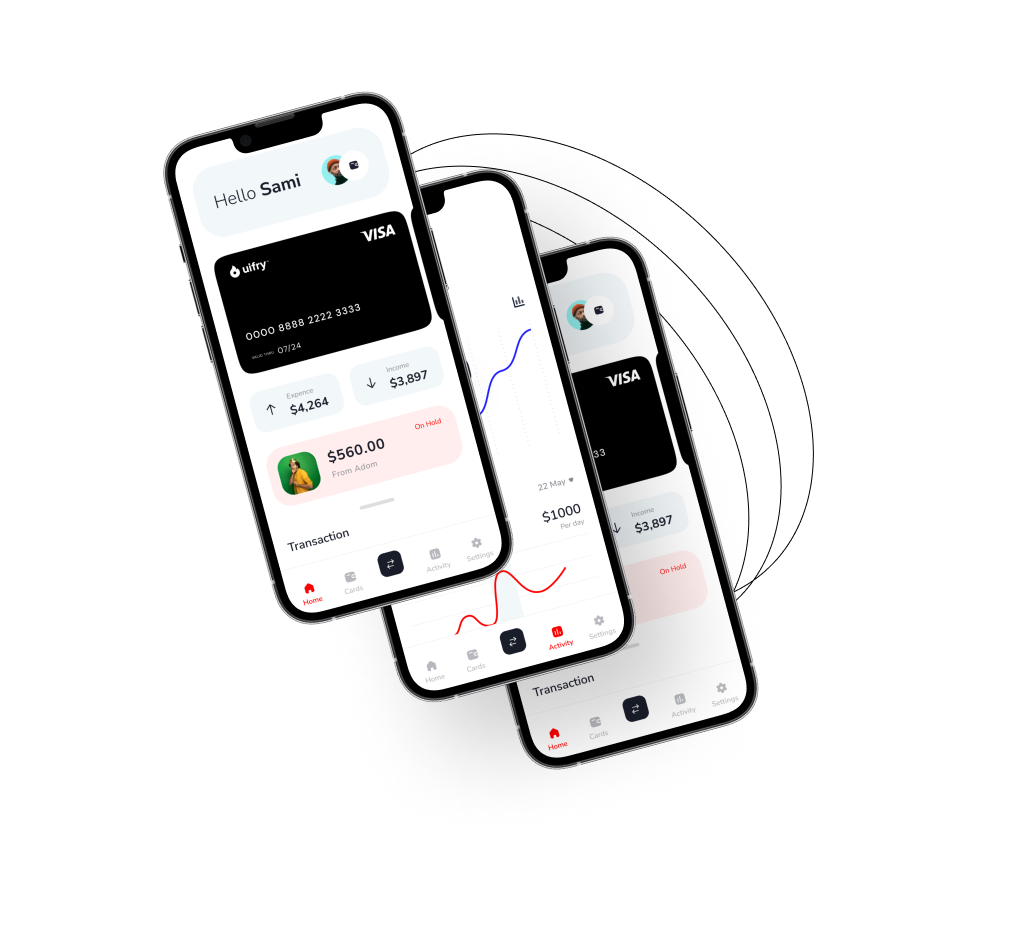 Hello Sami
VISA
uifry
0000 8888 2222 3333
VALID THRU 07/24
Expence
$4,264
Income
$3,897
On Hold
$560.00
From Adom
Transaction
Home
Cards
Activity
Settings
22 May
$1000
Per day
Home
Cards
Activity
Settings
VISA
33
Income
$3,897
On Hold
Transaction
Home
Cards
Activity
Settings